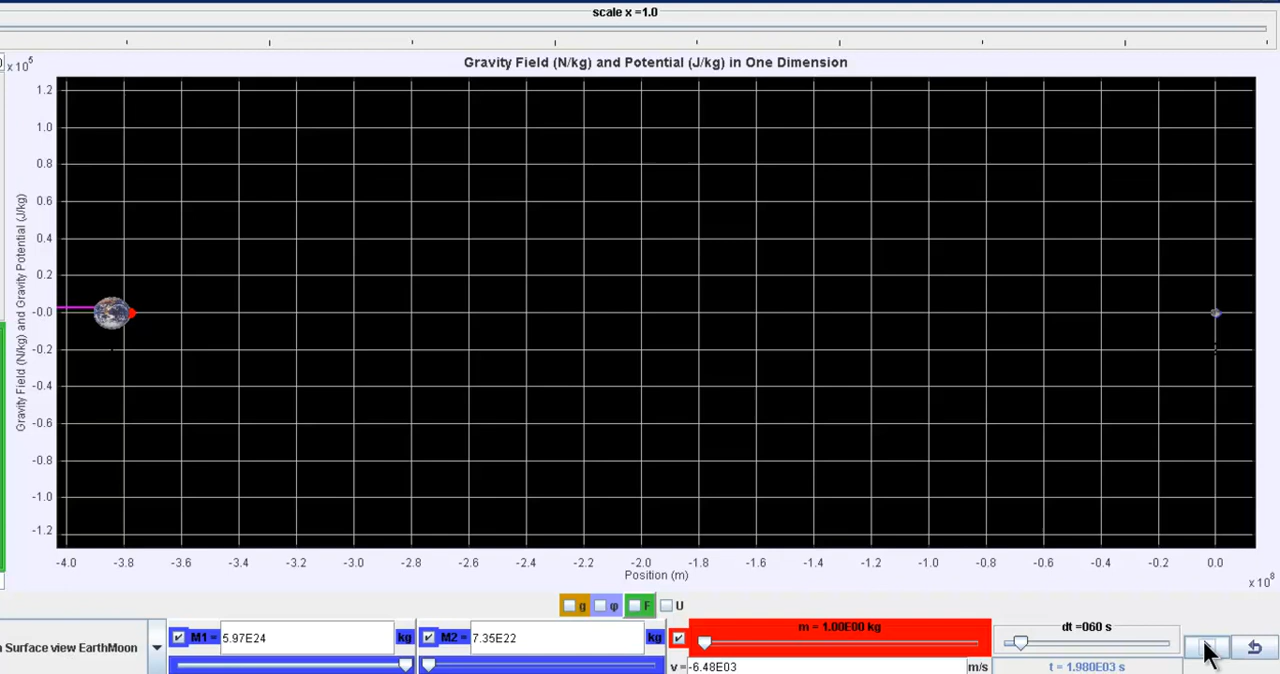 scale x =1.0
x 10⁵
Gravity Field (N/kg) and Potential (J/kg) in One Dimension
Gravity Field (N/kg) and Gravity Potential (J/kg)
1.2
1.0
0.8
0.6
0.4
0.2
-0.0
-0.2
-0.4
-0.6
-0.8
-1.0
-1.2
-4.0 -3.8 -3.6 -3.4 -3.2 -3.0 -2.8 -2.6 -2.4 -2.2 -2.0 -1.8 -1.6 -1.4 -1.2 -1.0 -0.8 -0.6 -0.4 -0.2 0.0
Position (m)
x 10⁸
g φ F U
Surface view EarthMoon
M1 = 5.97E24 kg
M2 = 7.35E22 kg
m = 1.00E00 kg
dt =060 s
v= -6.48E03 m/s
t = 1.980E03 s